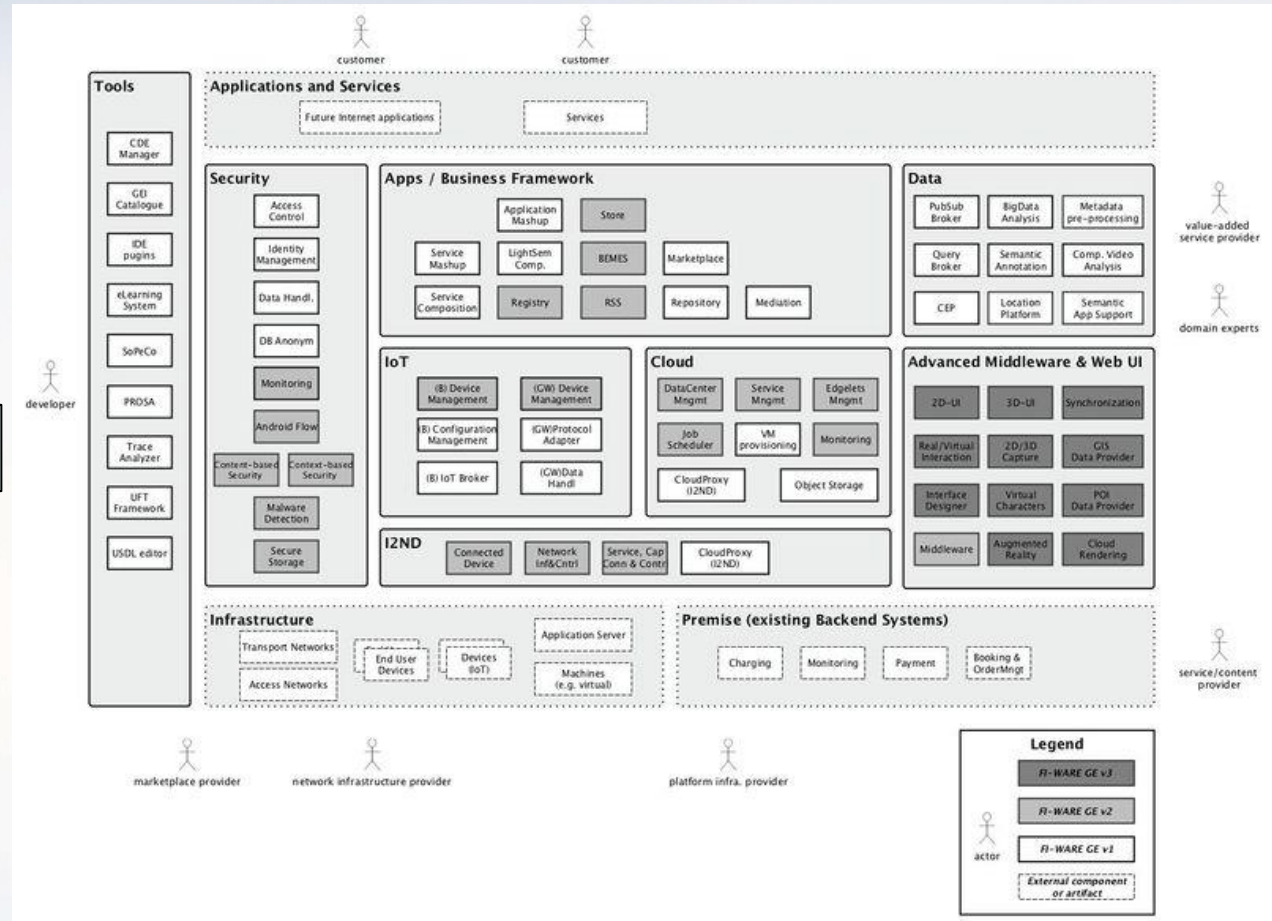 customer
customer
Tools
CDE
Manager
GEI
Catalogue
IDE
pugins
eLearning
System
SoPeCo
PROSA
Trace
Analyzer
UFT
Framework
USDL editor
Applications and Services
Future Internet applications
Services
Security
Access
Control
Identity
Management
Data Handl.
DB Anonym
Monitoring
Android Flow
Content-based
Security
Context-based
Security
Malware
Detection
Secure
Storage
Apps / Business Framework
Application
Mashup
Store
Service
Mashup
LightSem
Comp.
BEMES
Marketplace
Service
Composition
Registry
RSS
Repository
Mediation
Data
PubSub
Broker
BigData
Analysis
Metadata
pre-processing
Query
Broker
Semantic
Annotation
Comp. Video
Analysis
CEP
Location
Platform
Semantic
App Support
value-added
service provider
domain experts
developer
IoT
(B) Device
Management
(GW) Device
Management
(B) Configuration
Management
(GW)Protocol
Adapter
(B) IoT Broker
(GW)Data
Handl
Cloud
DataCenter
Mngmt
Service
Mngmt
Edgelets
Mngmt
Job
Scheduler
VM
provisioning
Monitoring
CloudProxy
(I2ND)
Object Storage
Advanced Middleware & Web UI
2D-UI
3D-UI
Synchronization
Real/Virtual
Interaction
2D/3D
Capture
GIS
Data Provider
Interface
Designer
Virtual
Characters
POI
Data Provider
Middleware
Augmented
Reality
Cloud
Rendering
I2ND
Connected
Device
Network
Inf&Cntrl
Service, Cap
Conn & Contr
CloudProxy
(I2ND)
Infrastructure
Transport Networks
Access Networks
End User
Devices
Devices
(IoT)
Application Server
Machines
(e.g. virtual)
Premise (existing Backend Systems)
Charging
Monitoring
Payment
Booking &
OrderMngt
service/content
provider
marketplace provider
network infrastructure provider
platform infra. provider
Legend
actor
FI-WARE GE v3
FI-WARE GE v2
FI-WARE GE v1
External component
or artifact